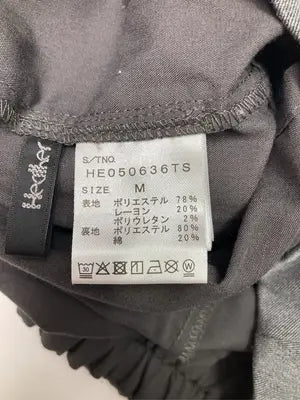 S/TNO.
HE050636TS
SIZE M
表地 ポリエステル 78%
レーヨン 20%
ポリウレタン 2%
裏地 ポリエステル 80%
綿 20%